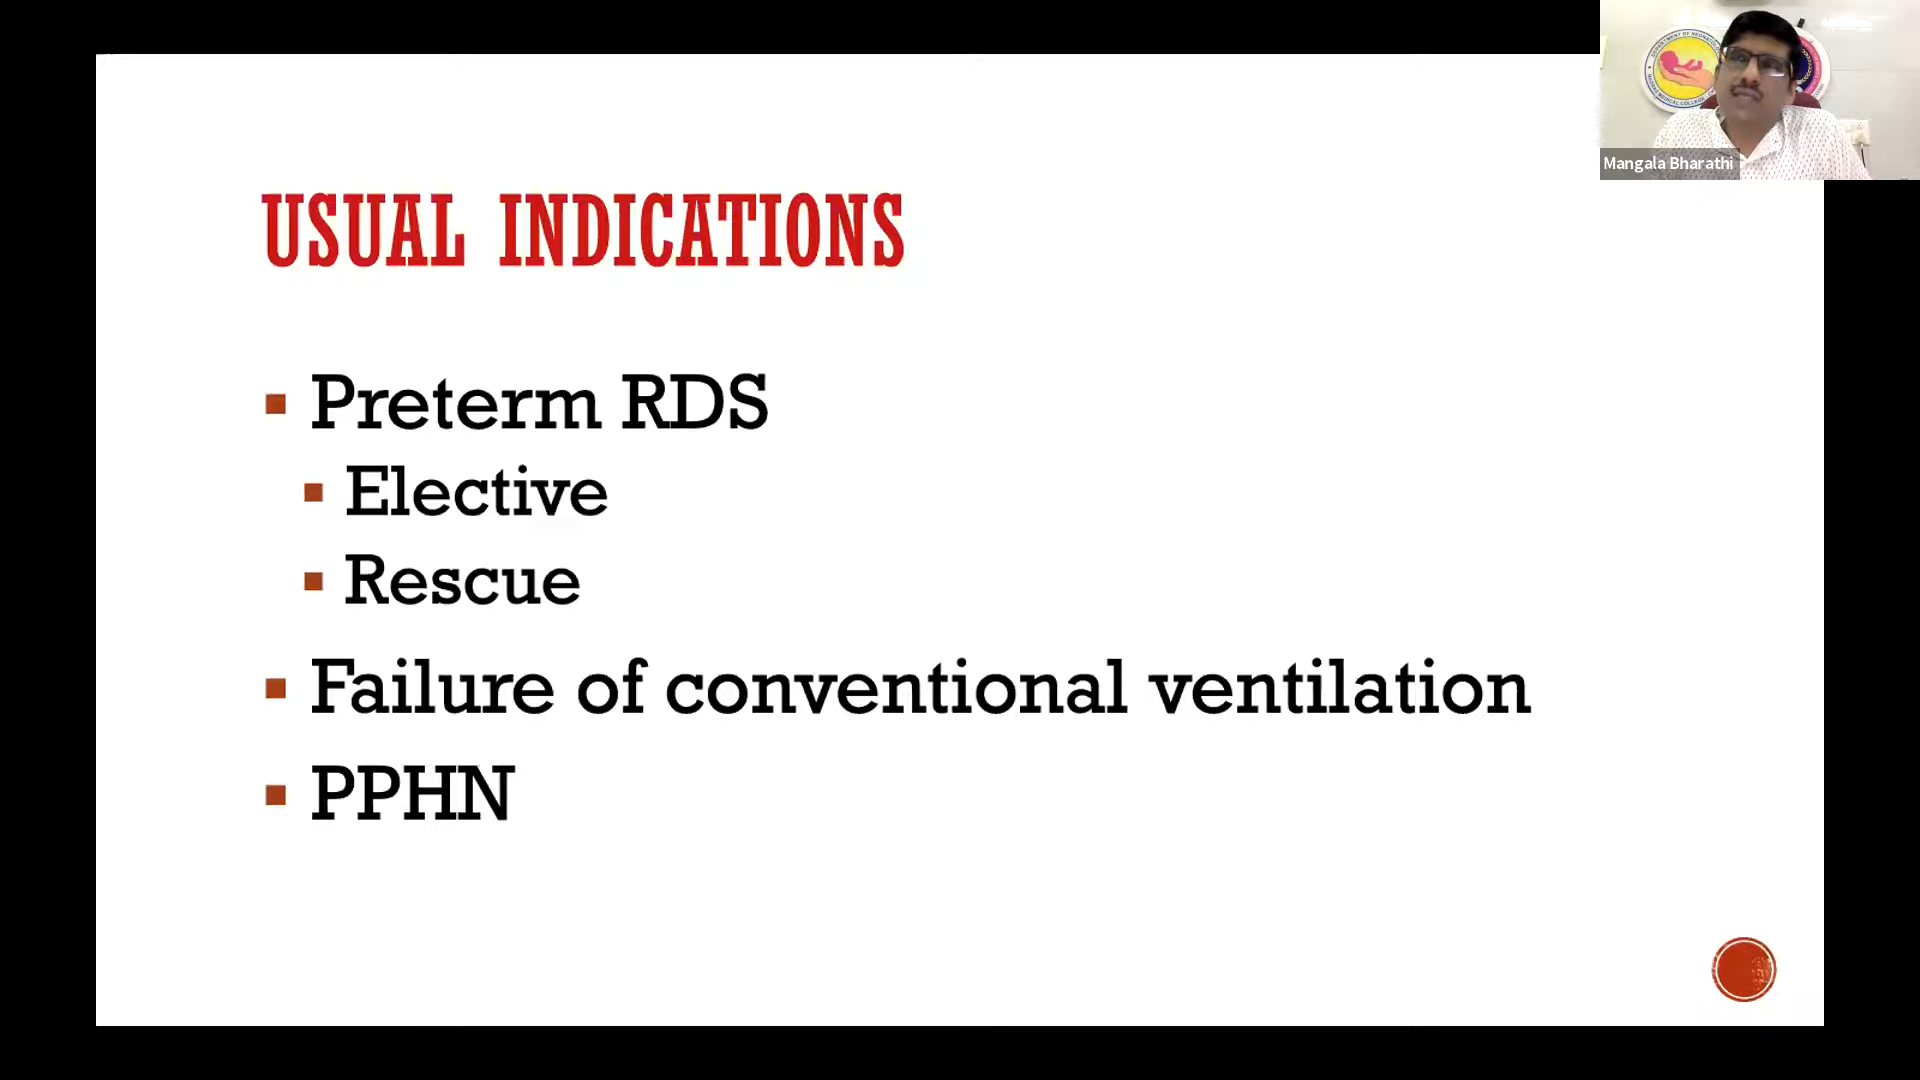 USUAL INDICATIONS
Preterm RDS
Elective
Rescue
Failure of conventional ventilation
PPHN
Mangala Bharathi